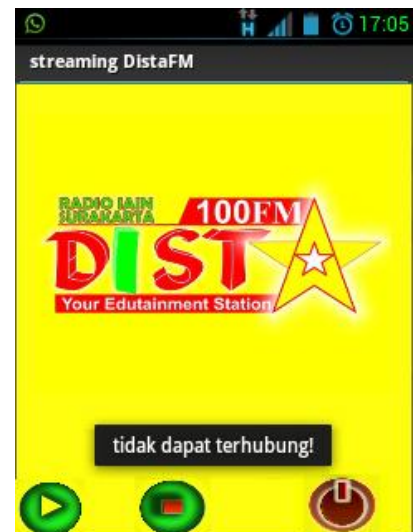 H 17:05
streaming DistaFM
RADIO IAIN
SURAKARTA
100FM
DIST
Your Edutainment Station
tidak dapat terhubung!